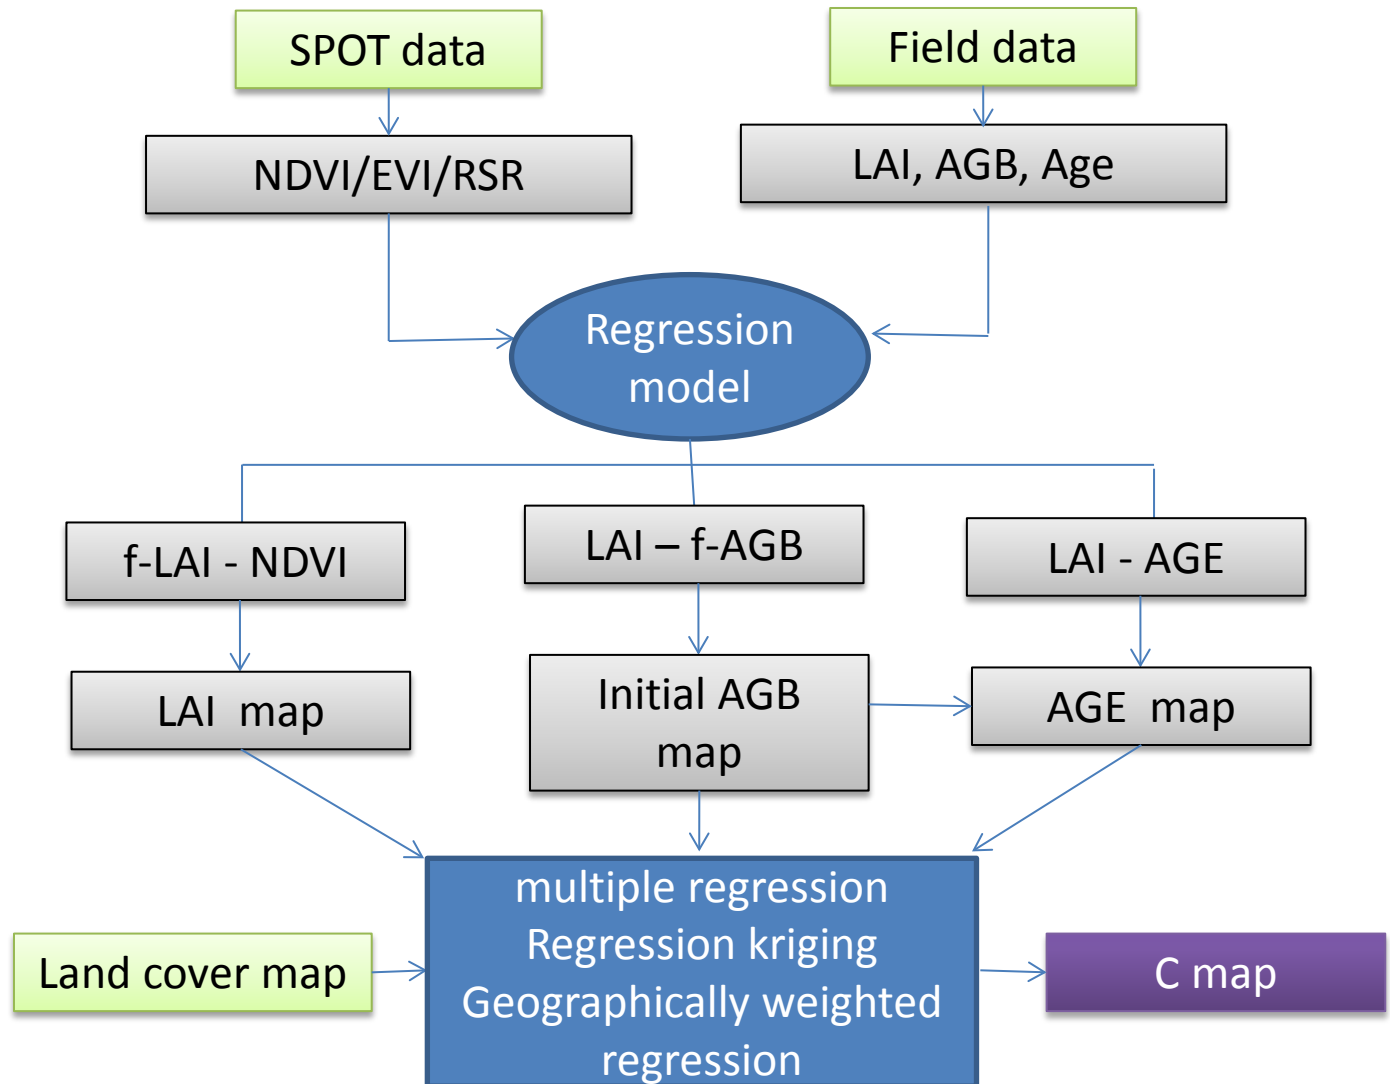 SPOT data
Field data
NDVI/EVI/RSR
LAI, AGB, Age
Regression
model
f-LAI - NDVI
LAI – f-AGB
LAI - AGE
LAI  map
Initial AGB
map
AGE  map
multiple regression
Regression kriging
Geographically weighted
regression
Land cover map
C map